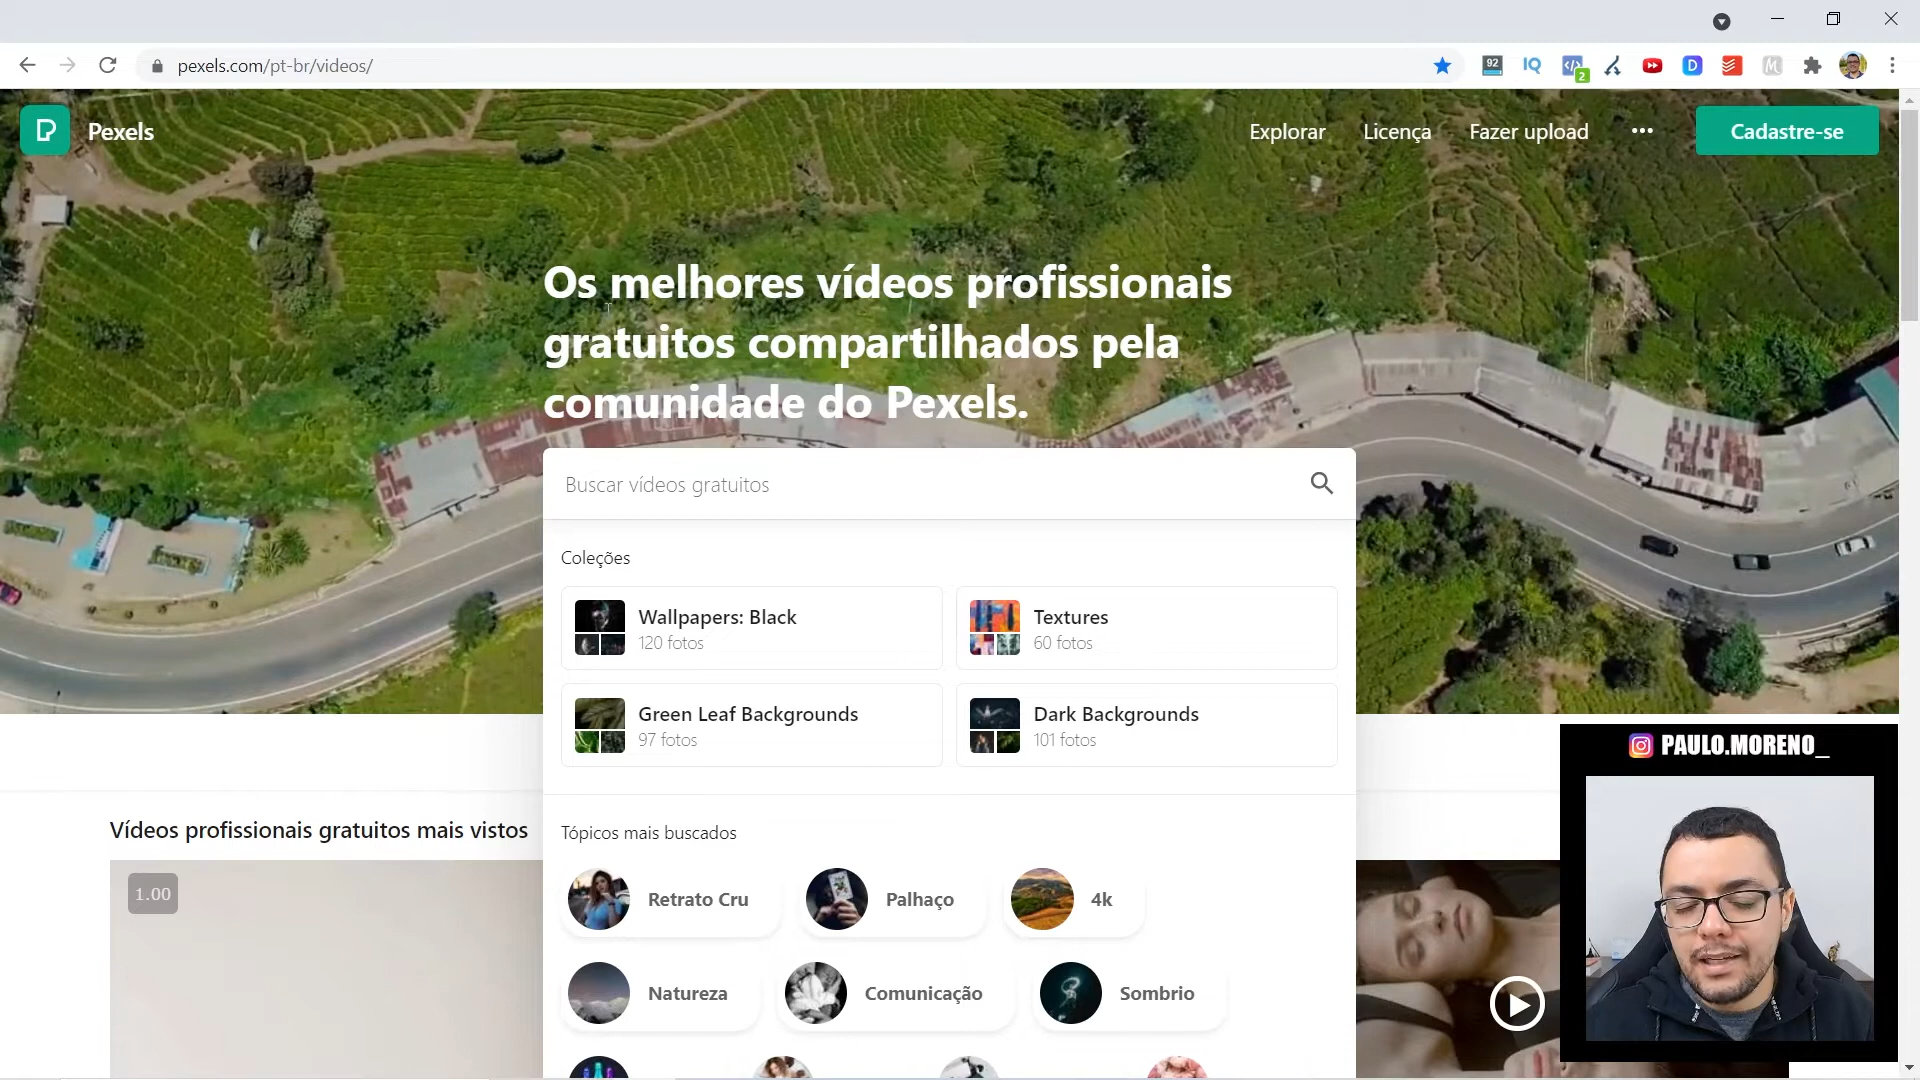 pexels.com/pt-br/videos/
92
IQ
2
D
M
Pexels
Explorar
Licença
Fazer upload
Cadastre-se
Os melhores vídeos profissionais
gratuitos compartilhados pela
comunidade do Pexels.
Buscar vídeos gratuitos
Coleções
Wallpapers: Black
120 fotos
Textures
60 fotos
Green Leaf Backgrounds
97 fotos
Dark Backgrounds
101 fotos
PAULO.MORENO_
Vídeos profissionais gratuitos mais vistos
Tópicos mais buscados
1.00
Retrato Cru
Palhaço
4k
Natureza
Comunicação
Sombrio